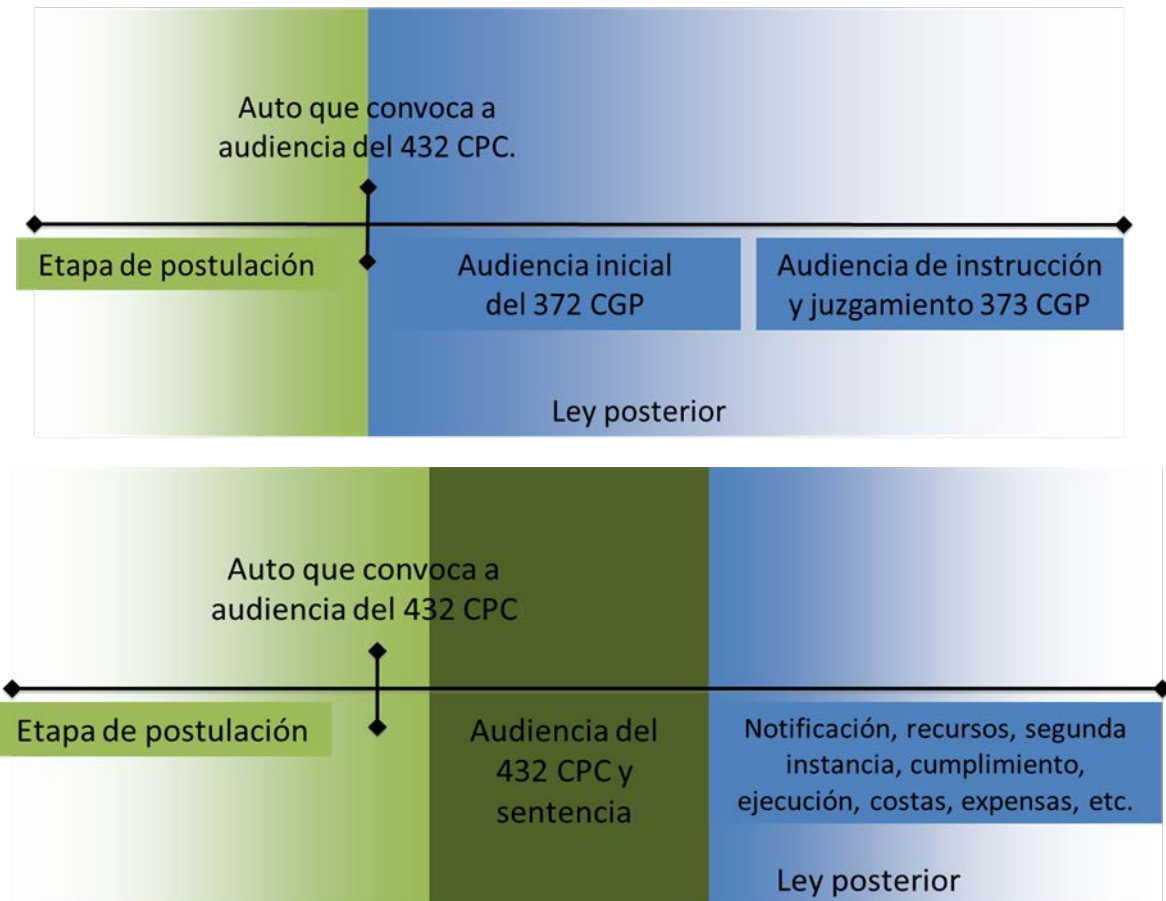 Auto que convoca a
audiencia del 432 CPC.
Etapa de postulación
Audiencia inicial
del 372 CGP
Audiencia de instrucción
y juzgamiento 373 CGP
Ley posterior
Auto que convoca a
audiencia del 432 CPC
Etapa de postulación
Audiencia del
432 CPC y
sentencia
Notificación, recursos, segunda
instancia, cumplimiento,
ejecución, costas, expensas, etc.
Ley posterior